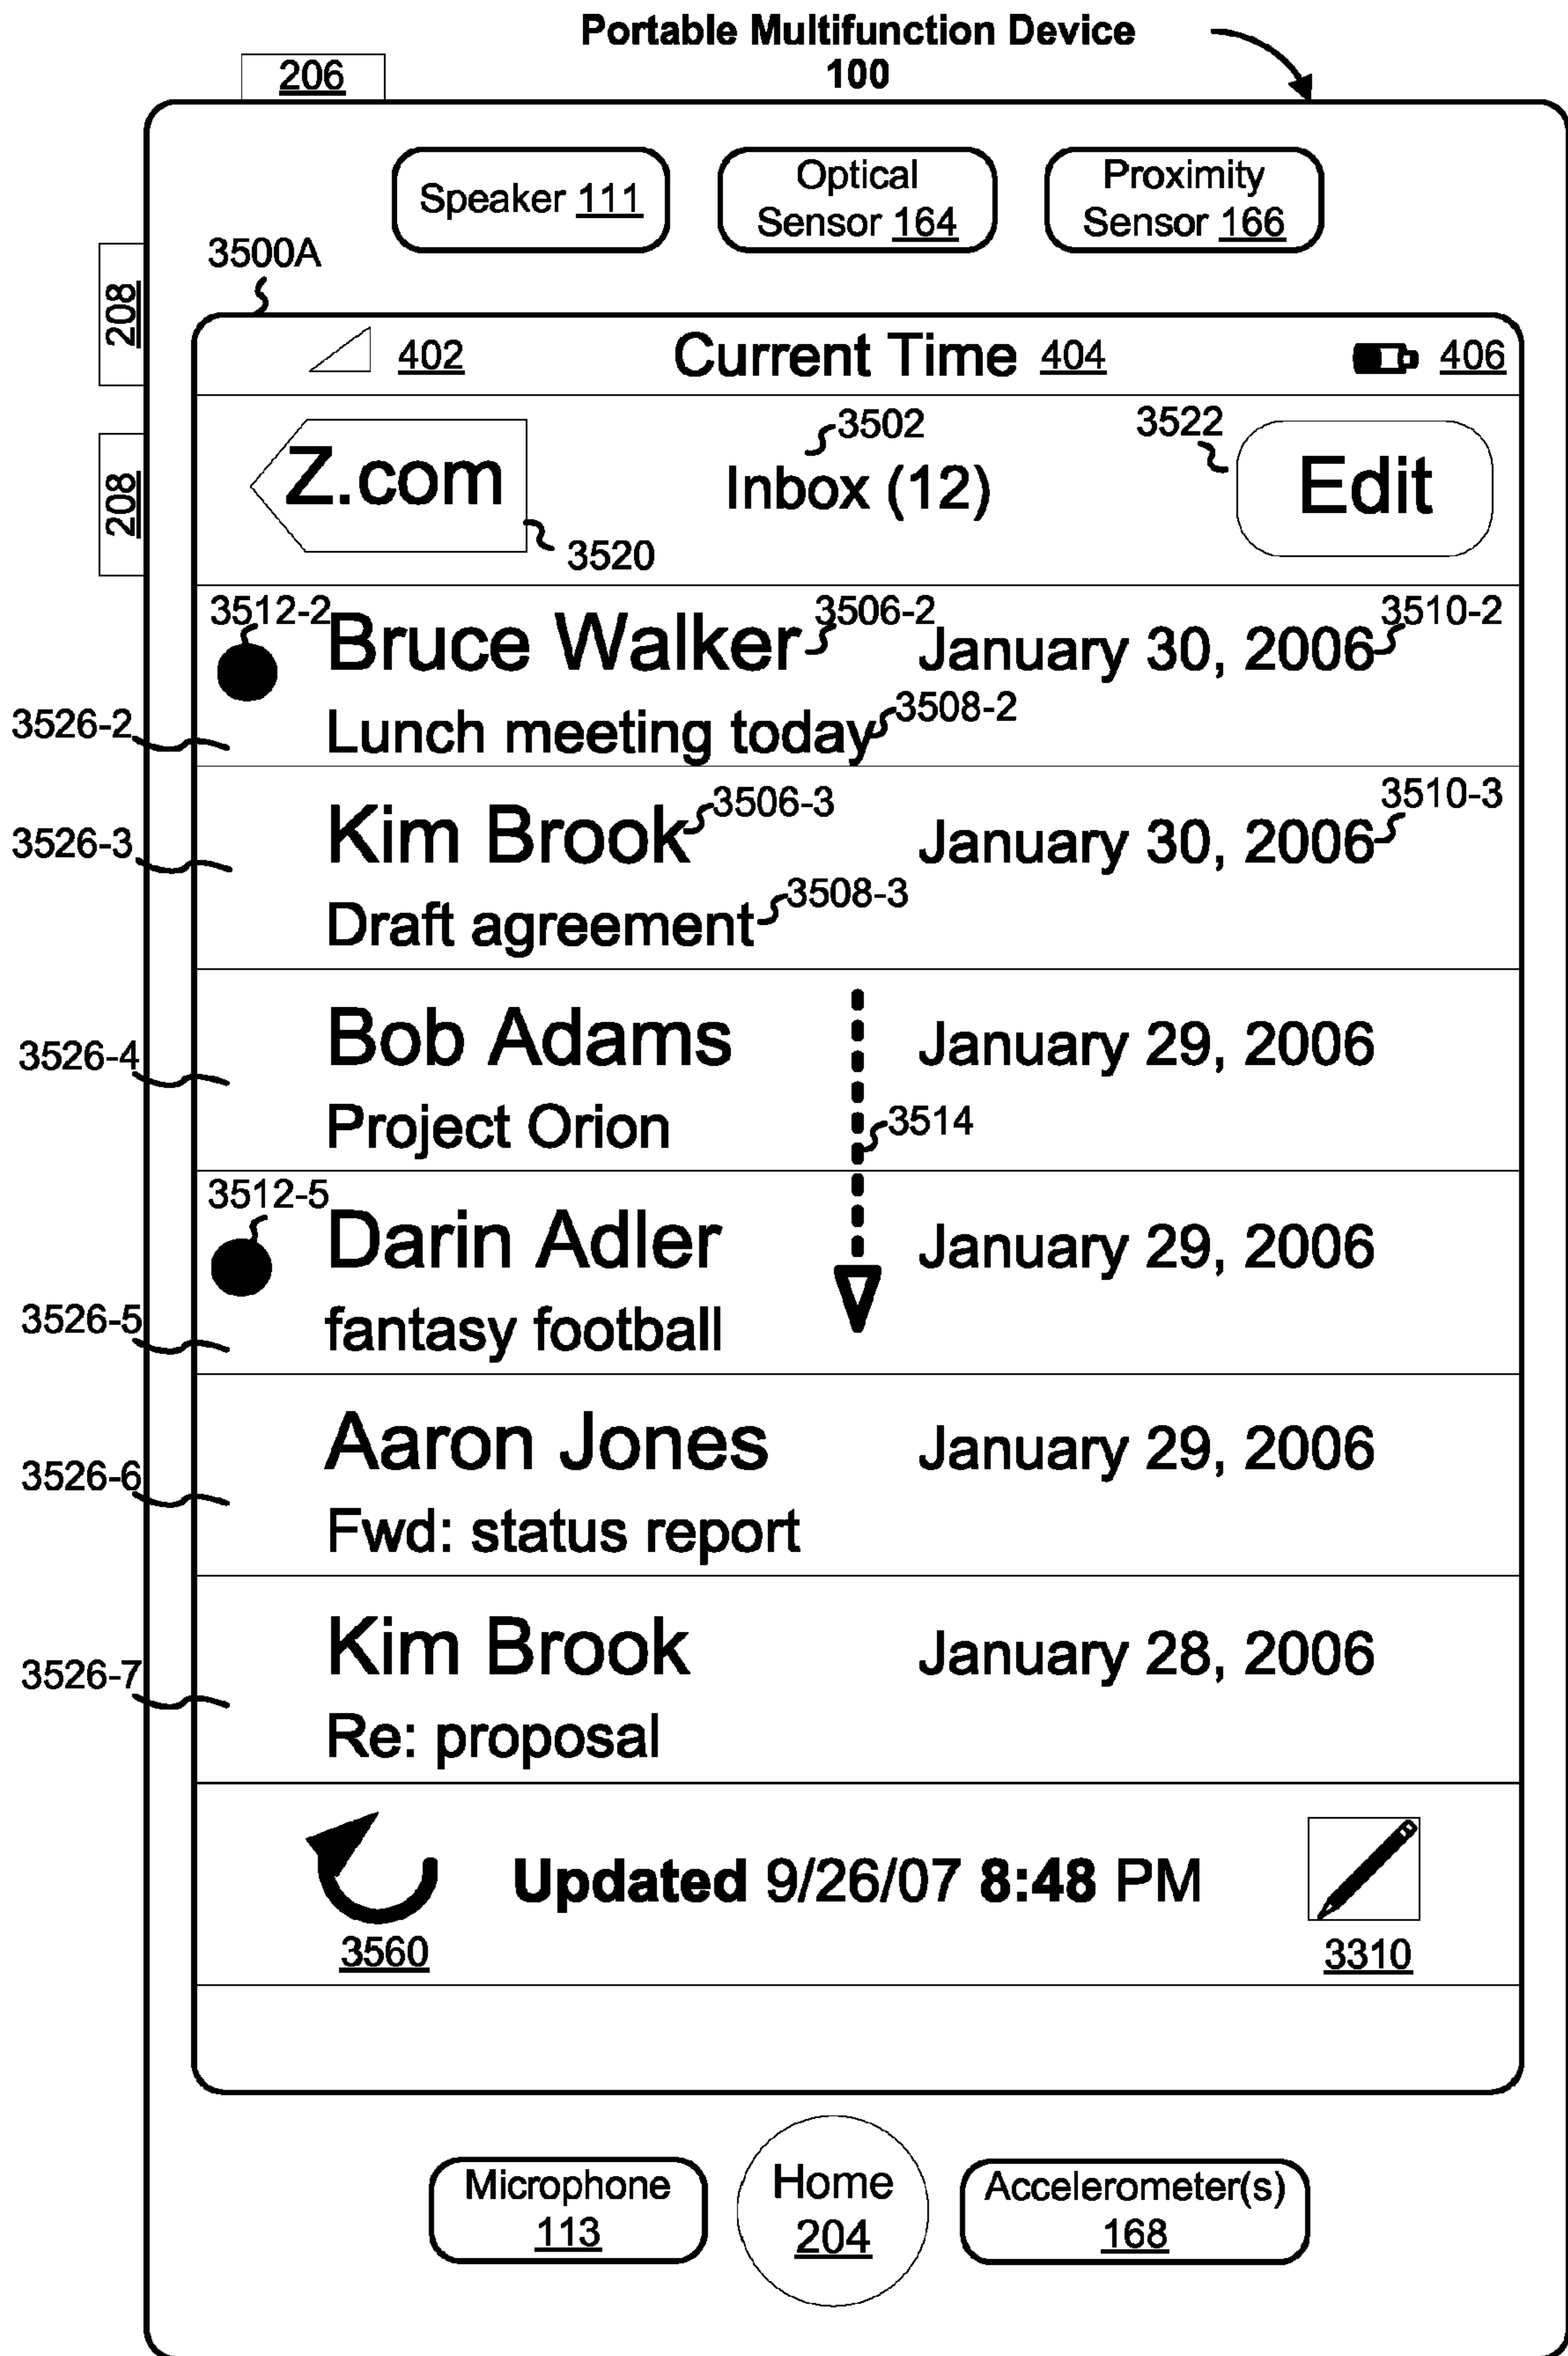 Portable Multifunction Device
100
206
Speaker 111
Optical Sensor 164
Proximity Sensor 166
3500A
208
208
402
Current Time 404
406
Z.com
3520
3502
Inbox (12)
3522
Edit
3512-2
Bruce Walker
3506-2
January 30, 2006
3510-2
3526-2
Lunch meeting today
3508-2
Kim Brook
3506-3
January 30, 2006
3510-3
3526-3
Draft agreement
3508-3
Bob Adams
January 29, 2006
3526-4
Project Orion
3514
3512-5
Darin Adler
January 29, 2006
3526-5
fantasy football
Aaron Jones
January 29, 2006
3526-6
Fwd: status report
Kim Brook
January 28, 2006
3526-7
Re: proposal
Updated 9/26/07 8:48 PM
3560
3310
Microphone
113
Home
204
Accelerometer(s)
168